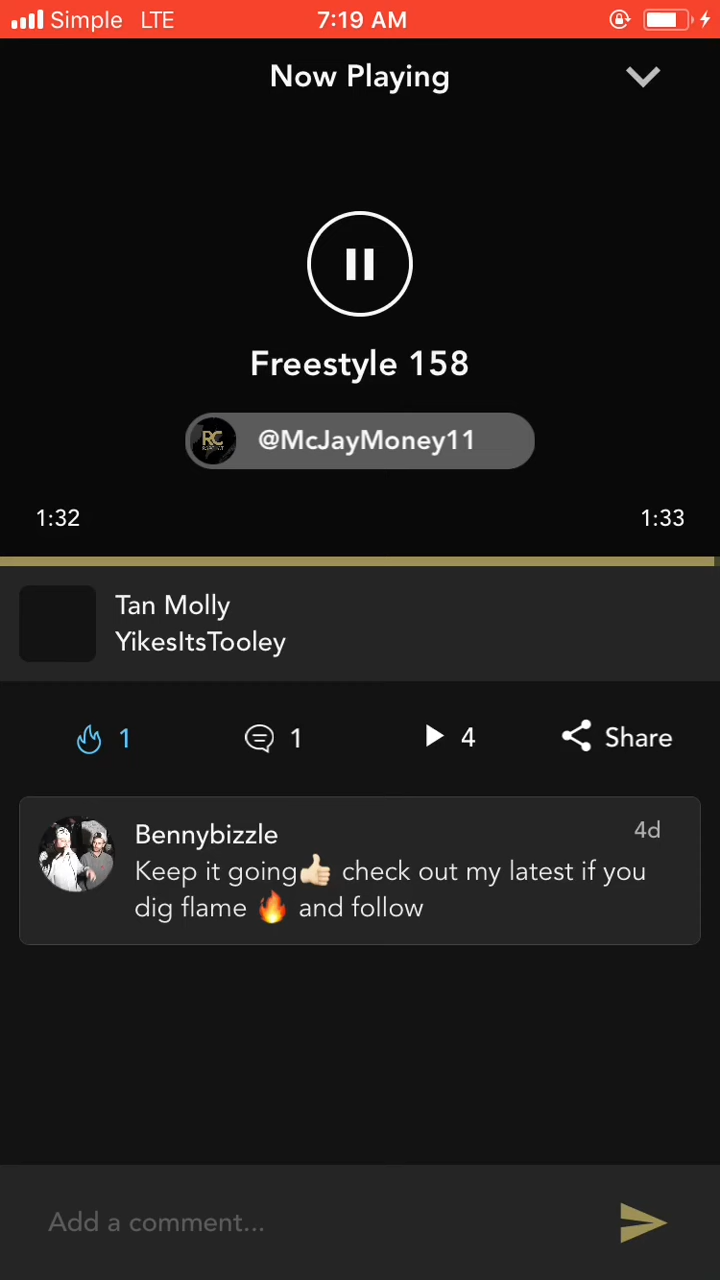 Simple LTE 7:19 AM
Now Playing
Freestyle 158
RC
@McJayMoney11
1:32 1:33
Tan Molly
YikesItsTooley
1 1 4 Share
Bennybizzle 4d
Keep it going👍🏻 check out my latest if you
dig flame 🔥 and follow
Add a comment...